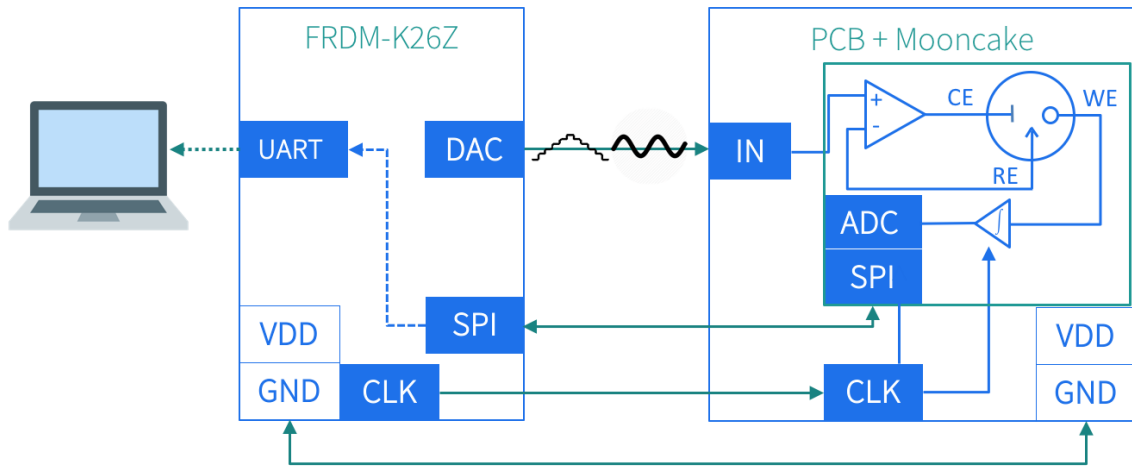 FRDM-K26Z
PCB + Mooncake
UART
DAC
IN
+
-
CE
WE
RE
ADC
∫
SPI
SPI
VDD
GND
CLK
CLK
VDD
GND